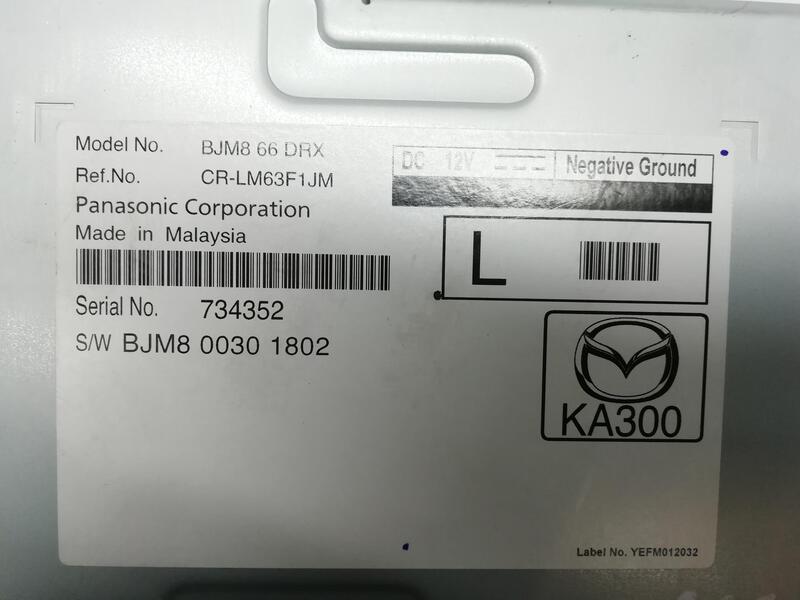 Model No. BJM8 66 DRX
Ref.No. CR-LM63F1JM
Panasonic Corporation
Made in Malaysia
Serial No. 734352
S/W BJM8 0030 1802
DC 12V Negative Ground
L
KA300
Label No. YEFM012032